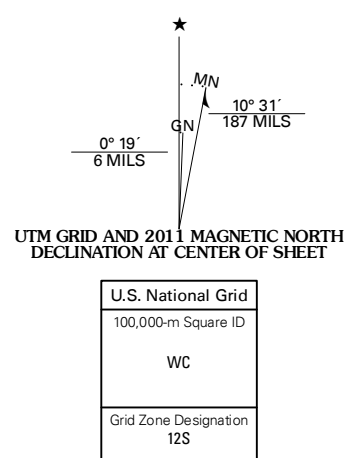 ★
MN
GN
10° 31´
187 MILS
0° 19´
6 MILS
UTM GRID AND 2011 MAGNETIC NORTH
DECLINATION AT CENTER OF SHEET
U.S. National Grid
100,000-m Square ID
WC
Grid Zone Designation
12S